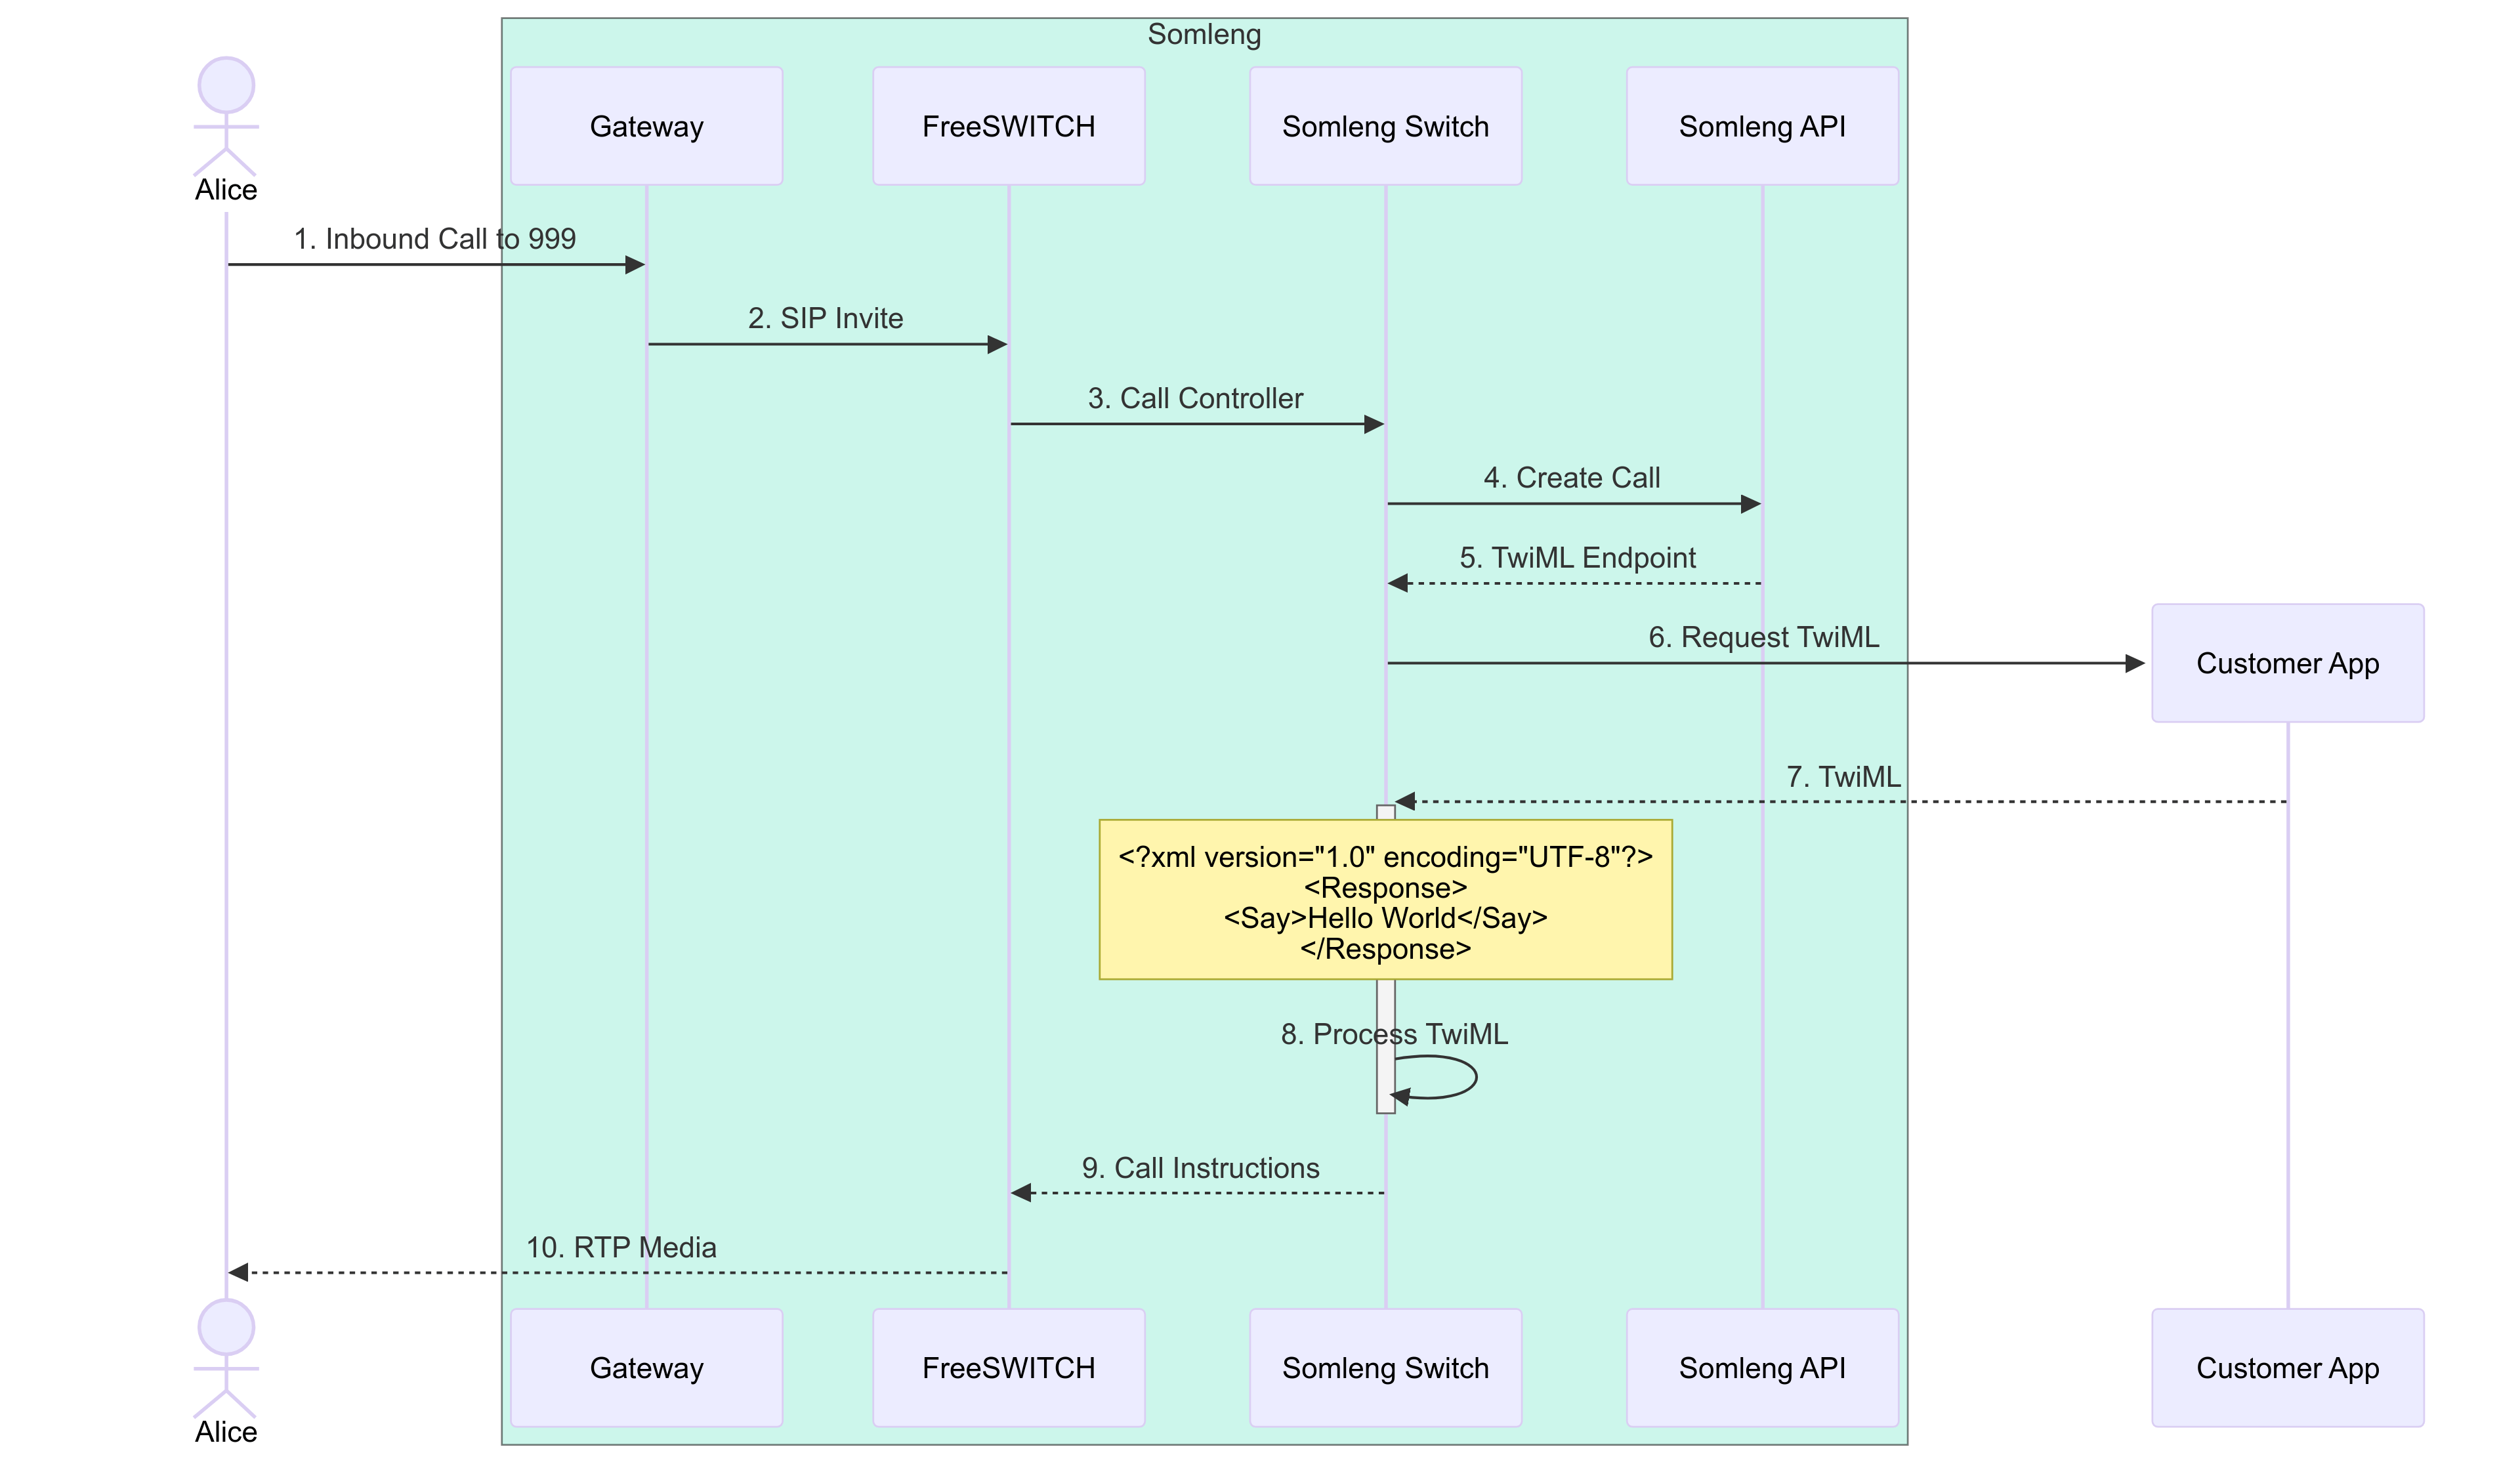 Somleng
Gateway
FreeSWITCH
Somleng Switch
Somleng API
Alice
1. Inbound Call to 999
2. SIP Invite
3. Call Controller
4. Create Call
5. TwiML Endpoint
6. Request TwiML
Customer App
7. TwiML
<?xml version="1.0" encoding="UTF-8"?>
<Response>
<Say>Hello World</Say>
</Response>
8. Process TwiML
9. Call Instructions
10. RTP Media
Gateway
FreeSWITCH
Somleng Switch
Somleng API
Customer App
Alice